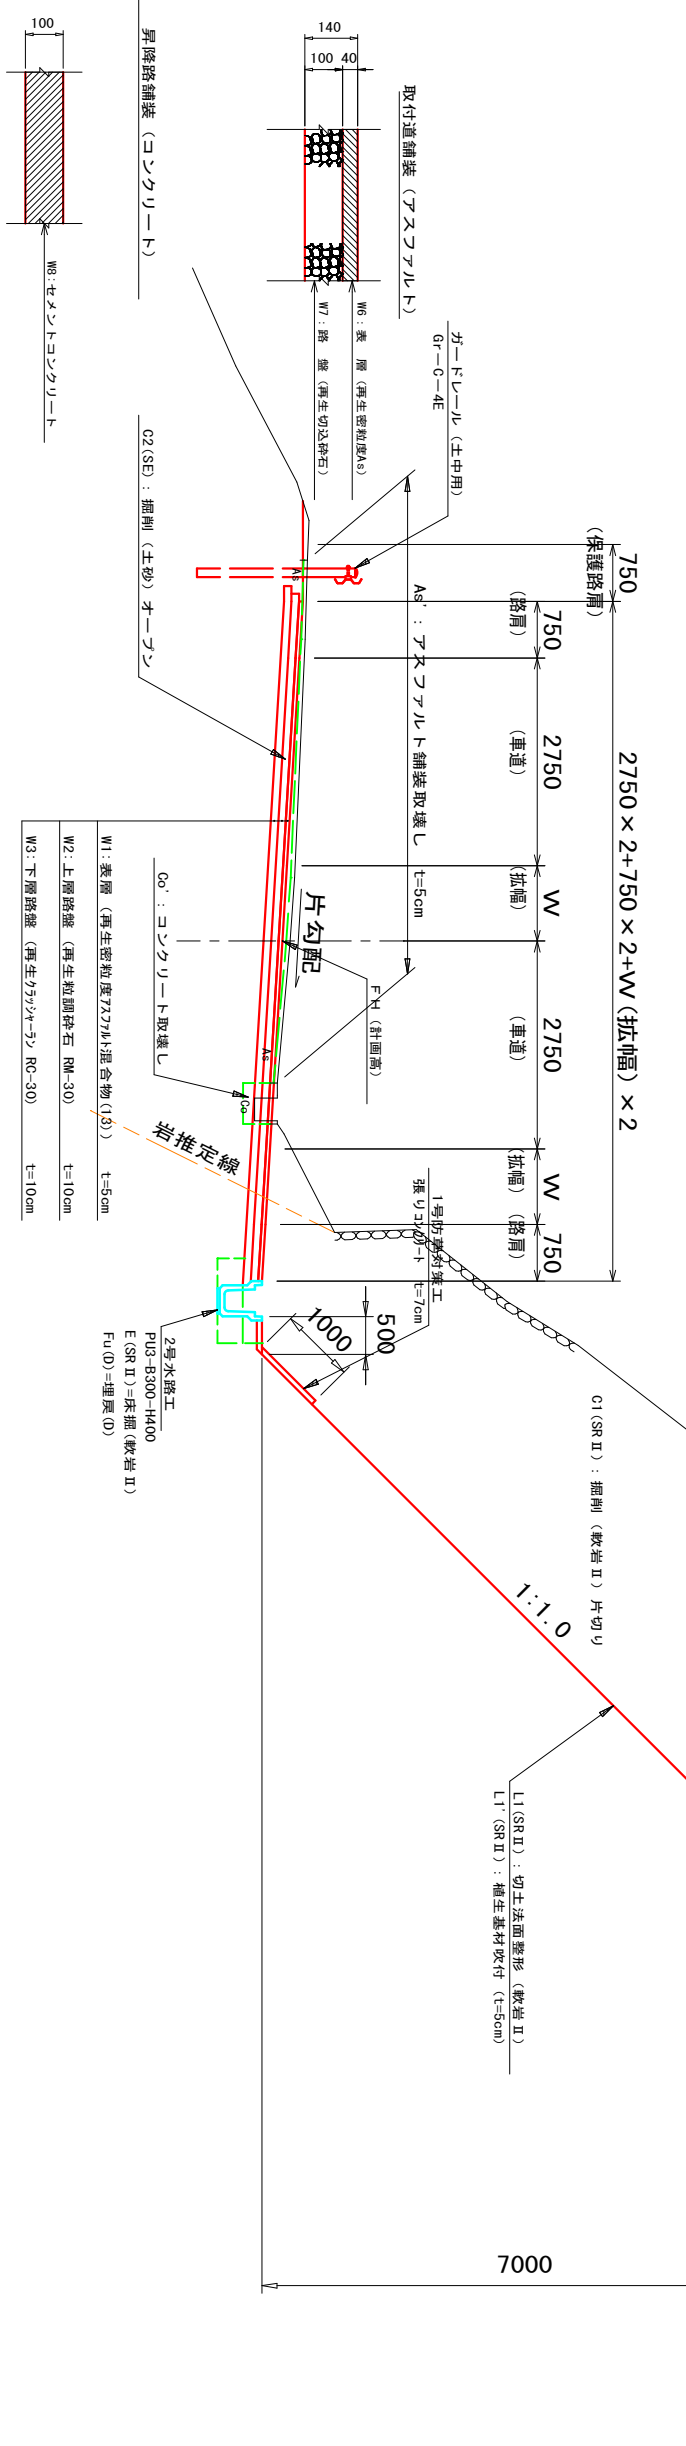 100
昇降路舗装（コンクリート）
W8：セメントコンクリート
140
100
40
取付道舗装（アスファルト）
W6：表　層（再生密粒度As）
W7：路　盤（再生切込砕石）
ガードレール（土中用）
Gr－C－4E
750
（保護路肩）
2750×2+750×2+W（拡幅）×2
750
（路肩）
2750
（車道）
W
（拡幅）
2750
（車道）
W
（拡幅）
750
（路肩）
As'：アスファルト舗装取壊し　t=5cm
C2(SE)：掘削（土砂）オープン
As
片勾配
FH（計画高）
As
Co
Co'：コンクリート取壊し
W1：表層（再生密粒度アスファルト混合物(13)）　t=5cm
W2：上層路盤（再生粒調砕石 RM-30）　t=10cm
W3：下層路盤（再生クラッシャーラン RC-30）　t=10cm
岩推定線
1号防草対策工
張りコンクリート　t=7cm
500
1000
2号水路工
PU3-B300-H400
E(SRⅡ)=床掘(軟岩Ⅱ)
Fu(D)=埋戻(D)
C1(SRⅡ)：掘削（軟岩Ⅱ）片切り
1:1.0
L1(SRⅡ)：切土法面整形（軟岩Ⅱ）
L1'(SRⅡ)：植生基材吹付（t=5cm）
7000